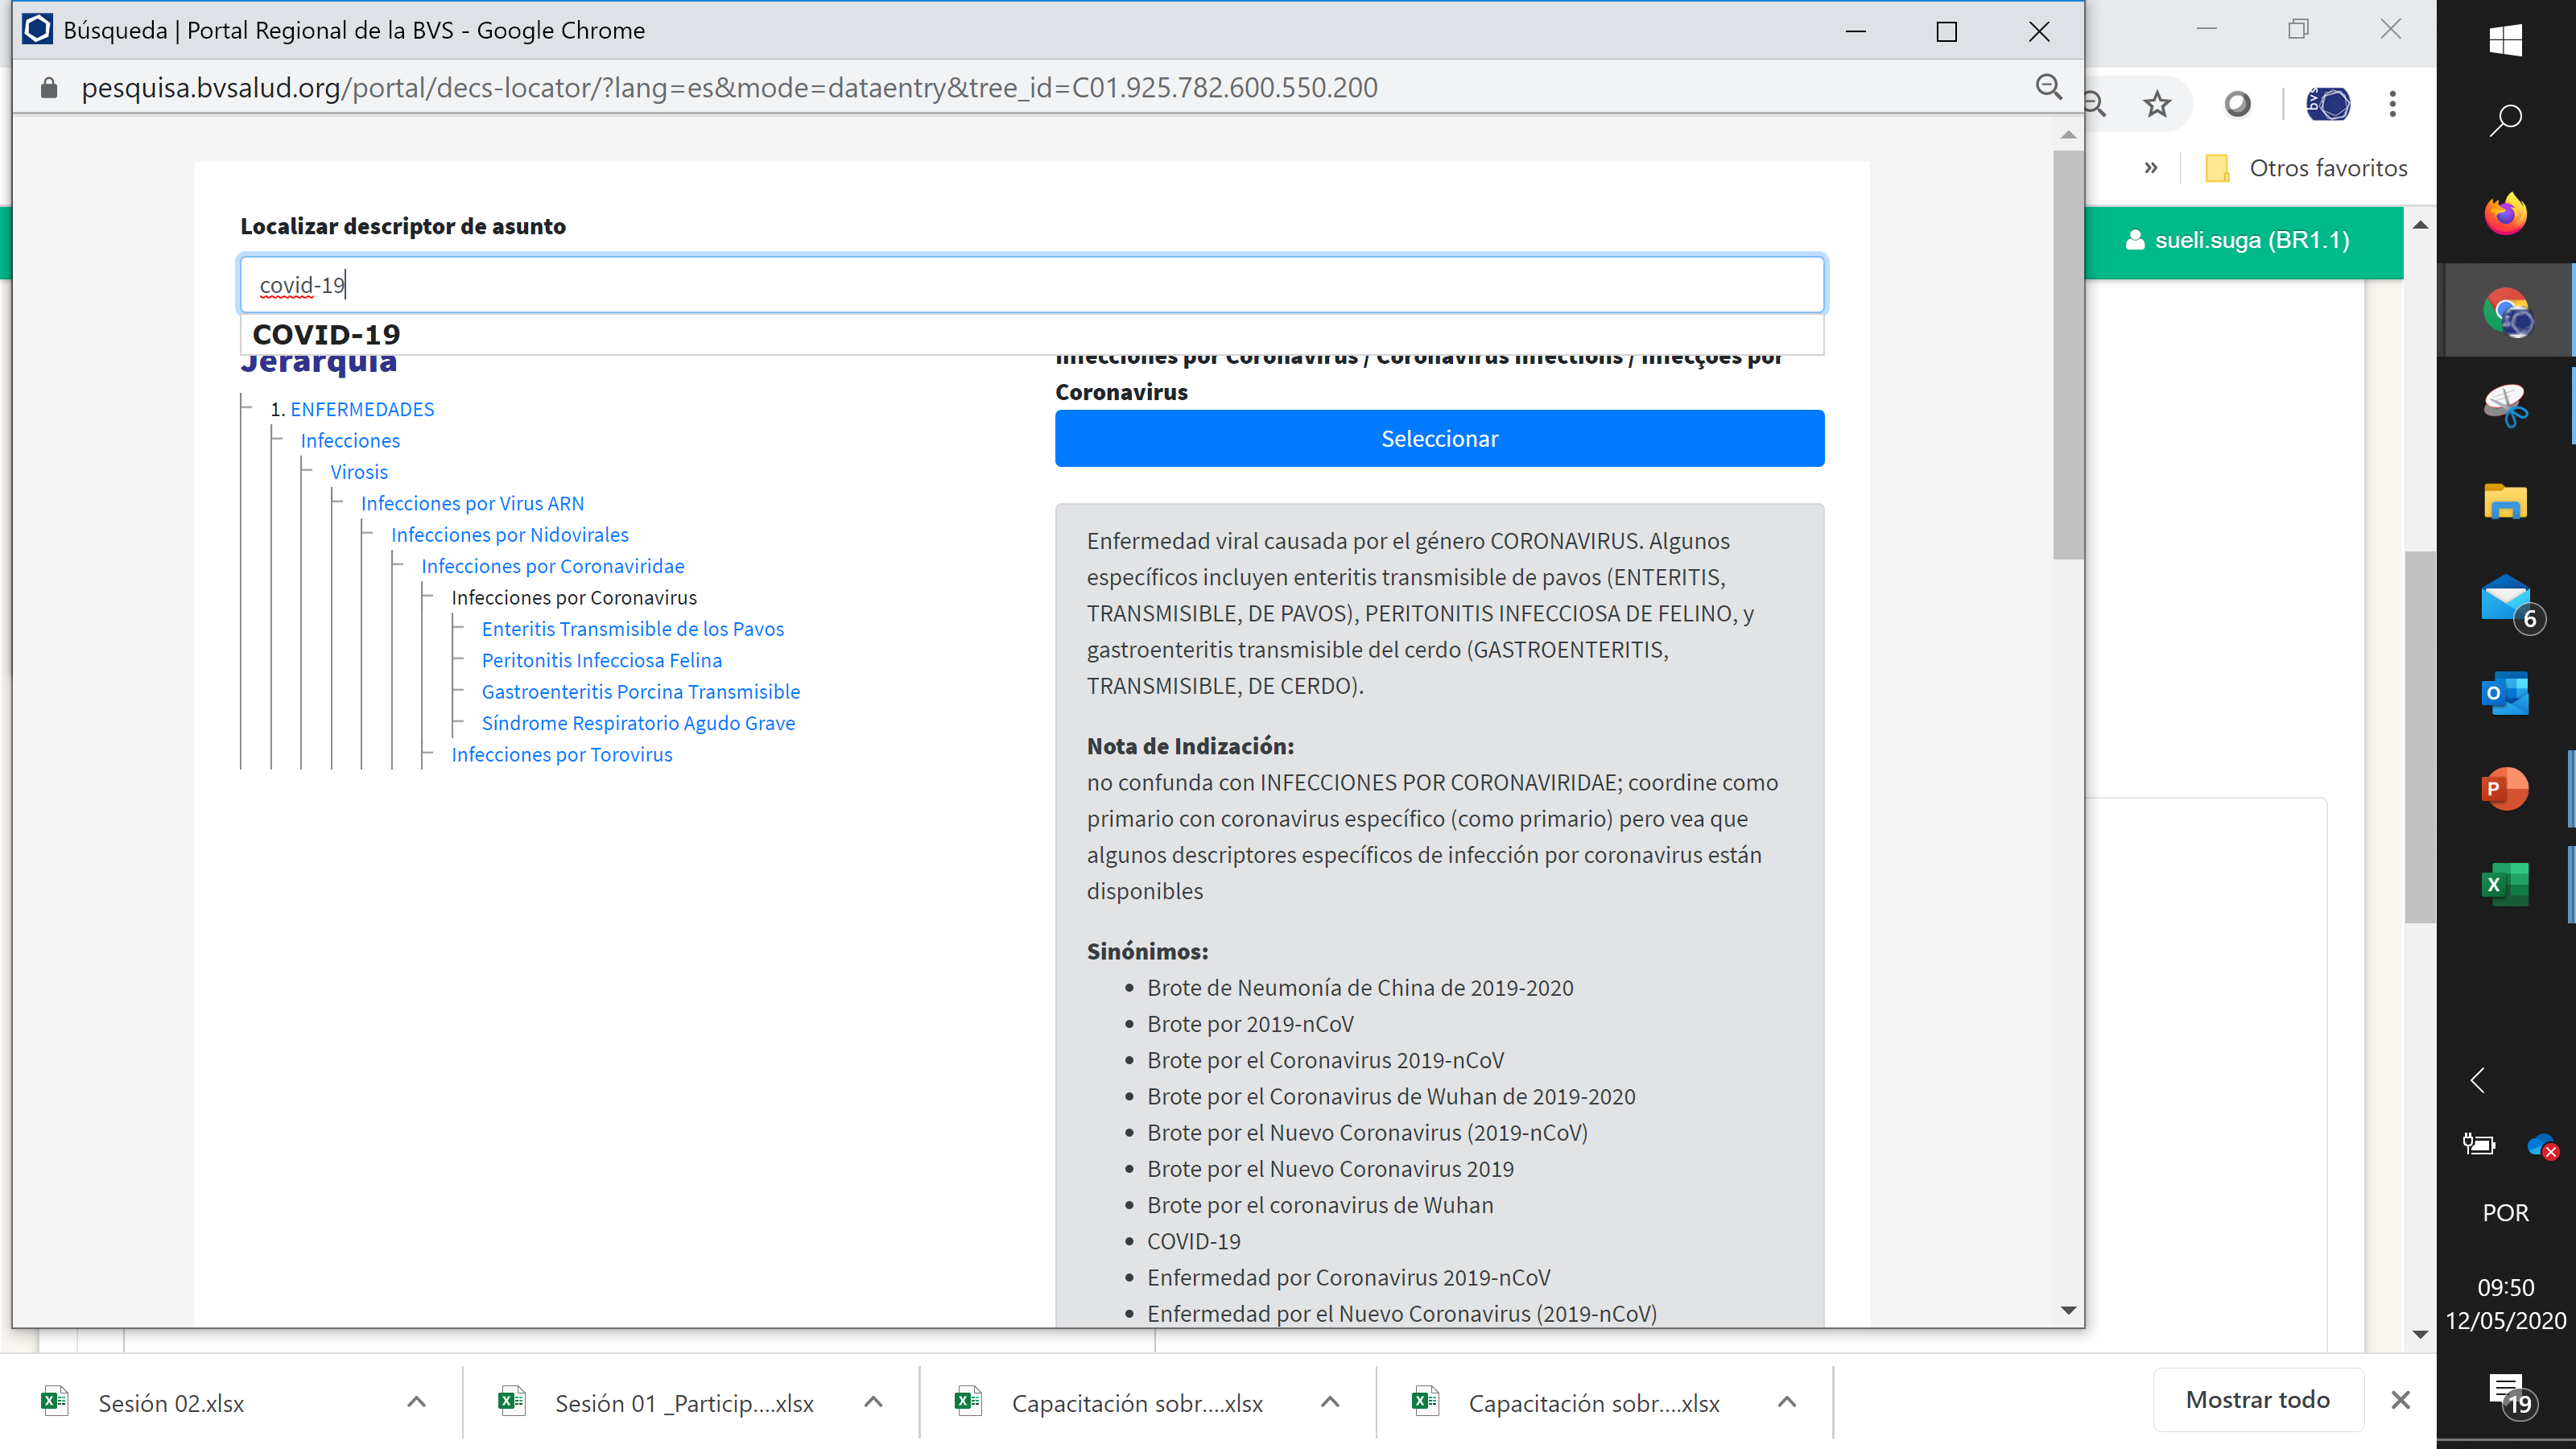 Búsqueda | Portal Regional de la BVS - Google Chrome
pesquisa.bvsalud.org/portal/decs-locator/?lang=es&mode=dataentry&tree_id=C01.925.782.600.550.200
Otros favoritos
sueli.suga (BR1.1)
Localizar descriptor de asunto
covid-19
COVID-19
Jerarquía
1. ENFERMEDADES
Infecciones
Virosis
Infecciones por Virus ARN
Infecciones por Nidovirales
Infecciones por Coronaviridae
Infecciones por Coronavirus
Enteritis Transmisible de los Pavos
Peritonitis Infecciosa Felina
Gastroenteritis Porcina Transmisible
Síndrome Respiratorio Agudo Grave
Infecciones por Torovirus
Infecciones por Coronavirus / Coronavirus Infections / Infecções por
Coronavirus
Seleccionar
Enfermedad viral causada por el género CORONAVIRUS. Algunos
específicos incluyen enteritis transmisible de pavos (ENTERITIS,
TRANSMISIBLE, DE PAVOS), PERITONITIS INFECCIOSA DE FELINO, y
gastroenteritis transmisible del cerdo (GASTROENTERITIS,
TRANSMISIBLE, DE CERDO).
Nota de Indización:
no confunda con INFECCIONES POR CORONAVIRIDAE; coordine como
primario con coronavirus específico (como primario) pero vea que
algunos descriptores específicos de infección por coronavirus están
disponibles
Sinónimos:
Brote de Neumonía de China de 2019-2020
Brote por 2019-nCoV
Brote por el Coronavirus 2019-nCoV
Brote por el Coronavirus de Wuhan de 2019-2020
Brote por el Nuevo Coronavirus (2019-nCoV)
Brote por el Nuevo Coronavirus 2019
Brote por el coronavirus de Wuhan
COVID-19
Enfermedad por Coronavirus 2019-nCoV
Enfermedad por el Nuevo Coronavirus (2019-nCoV)
Sesión 02.xlsx
Sesión 01 _Particip....xlsx
Capacitación sobr....xlsx
Capacitación sobr....xlsx
Mostrar todo
6
POR
09:50
12/05/2020
19